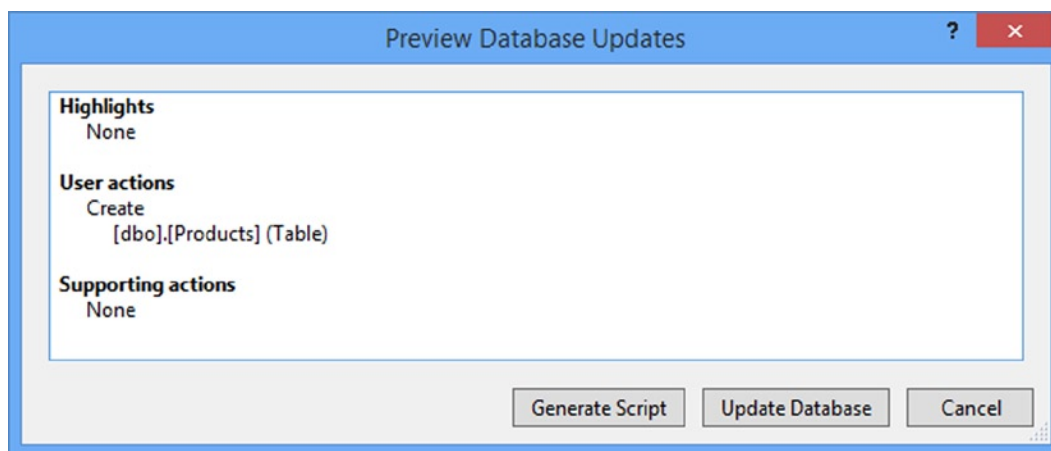 Preview Database Updates
?
×
Highlights
None
User actions
Create
[dbo].[Products] (Table)
Supporting actions
None
Generate Script
Update Database
Cancel